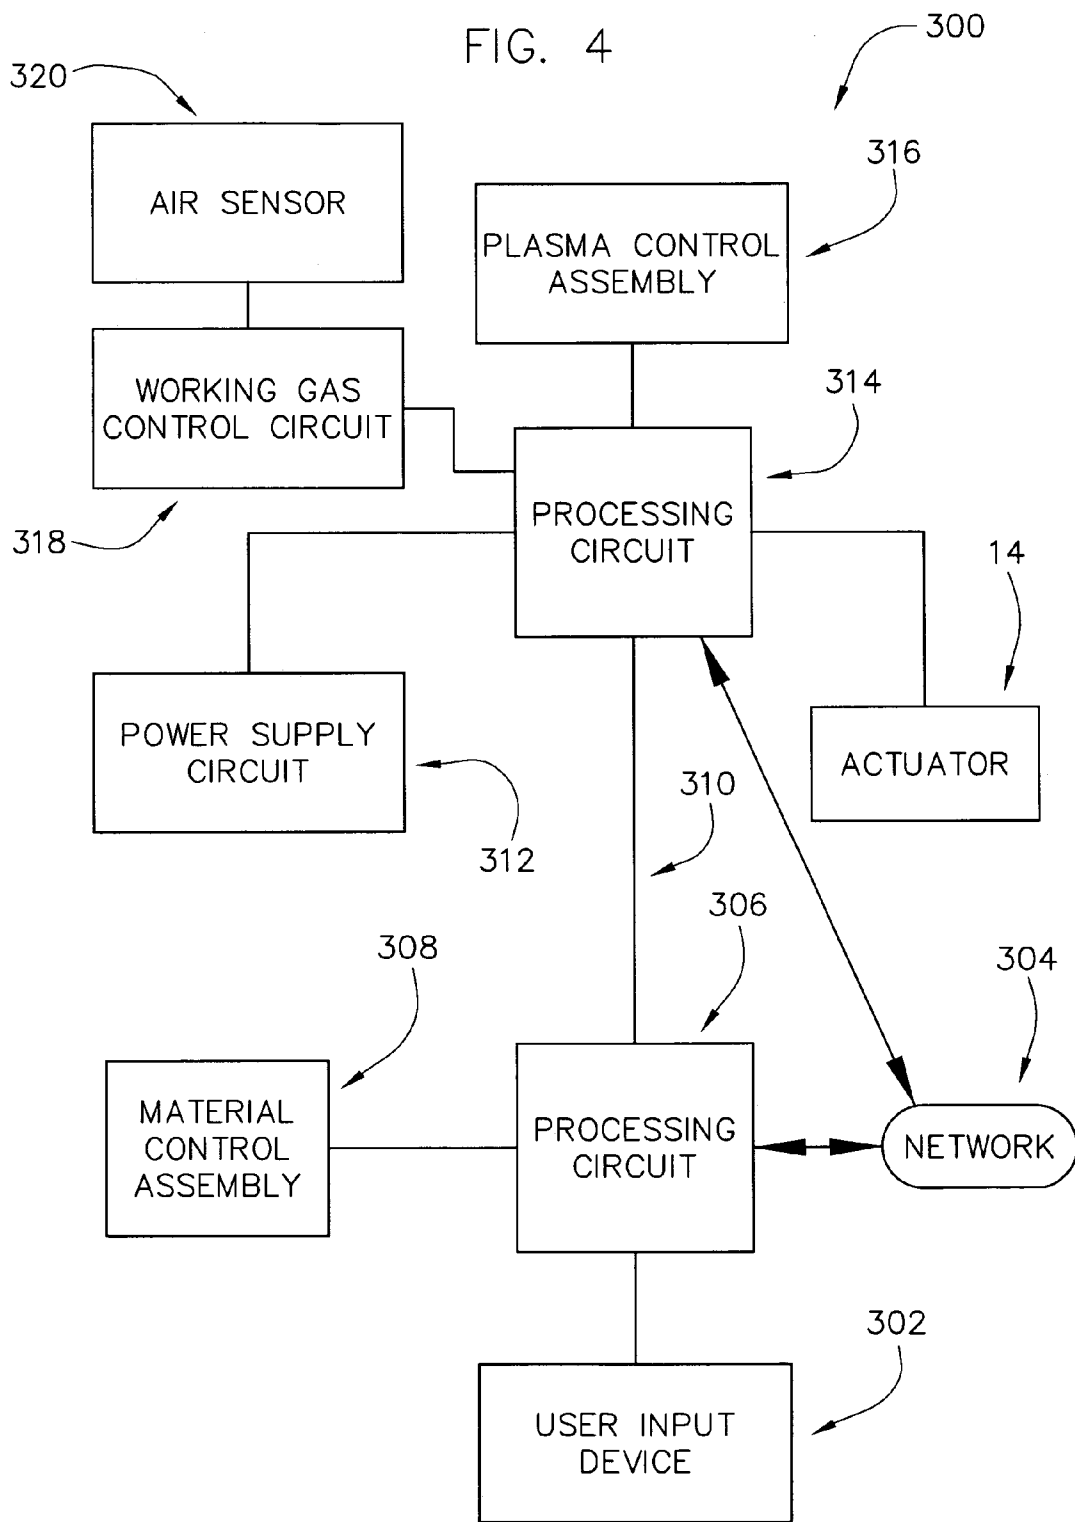 FIG. 4
300
320
AIR SENSOR
316
PLASMA CONTROL
ASSEMBLY
WORKING GAS
CONTROL CIRCUIT
314
318
PROCESSING
CIRCUIT
14
POWER SUPPLY
CIRCUIT
ACTUATOR
310
312
306
308
304
MATERIAL
CONTROL
ASSEMBLY
PROCESSING
CIRCUIT
NETWORK
302
USER INPUT
DEVICE